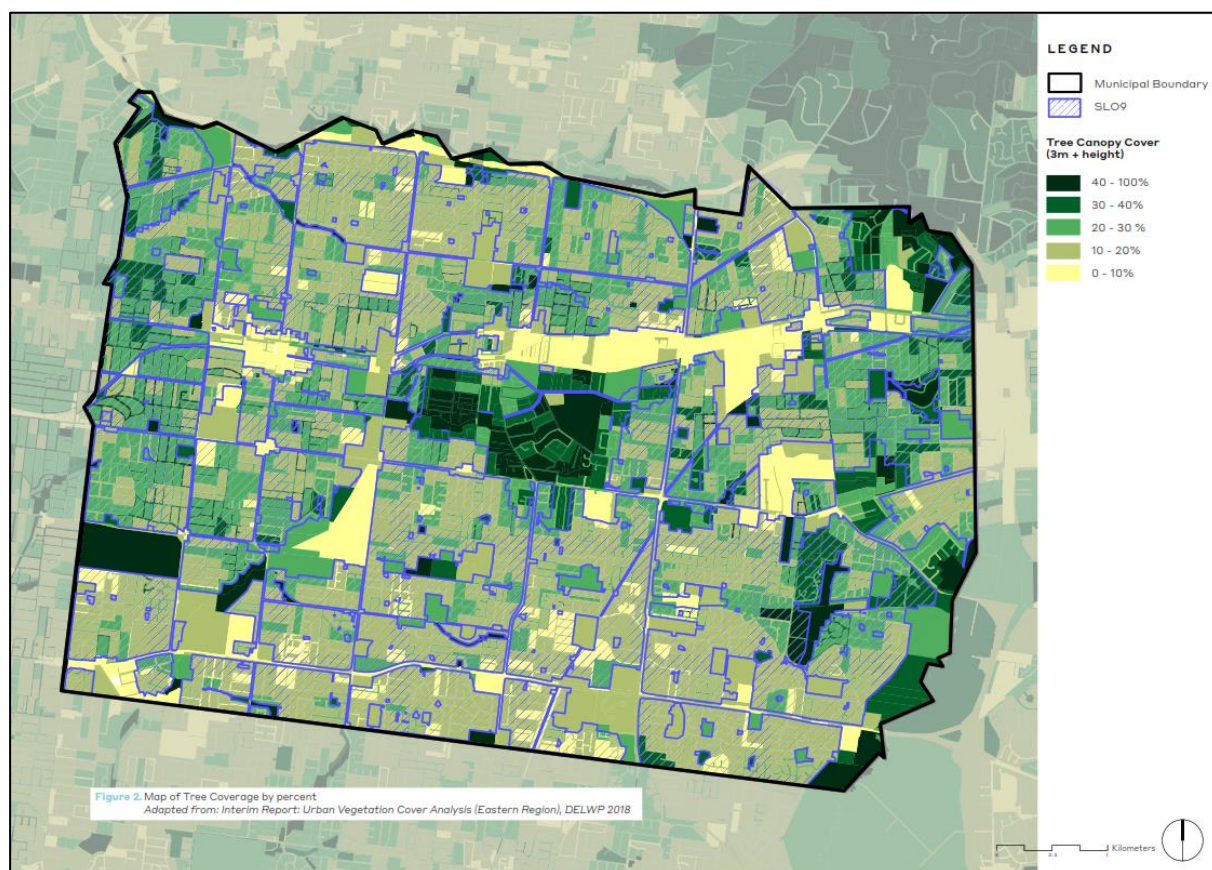 LEGEND
Municipal Boundary
SLO9
Tree Canopy Cover
(3m + height)
40 - 100%
30 - 40%
20 - 30 %
10 - 20%
0 - 10%
Figure 2. Map of Tree Coverage by percent
Adapted from: Interim Report: Urban Vegetation Cover Analysis (Eastern Region), DELWP 2018
Kilometers